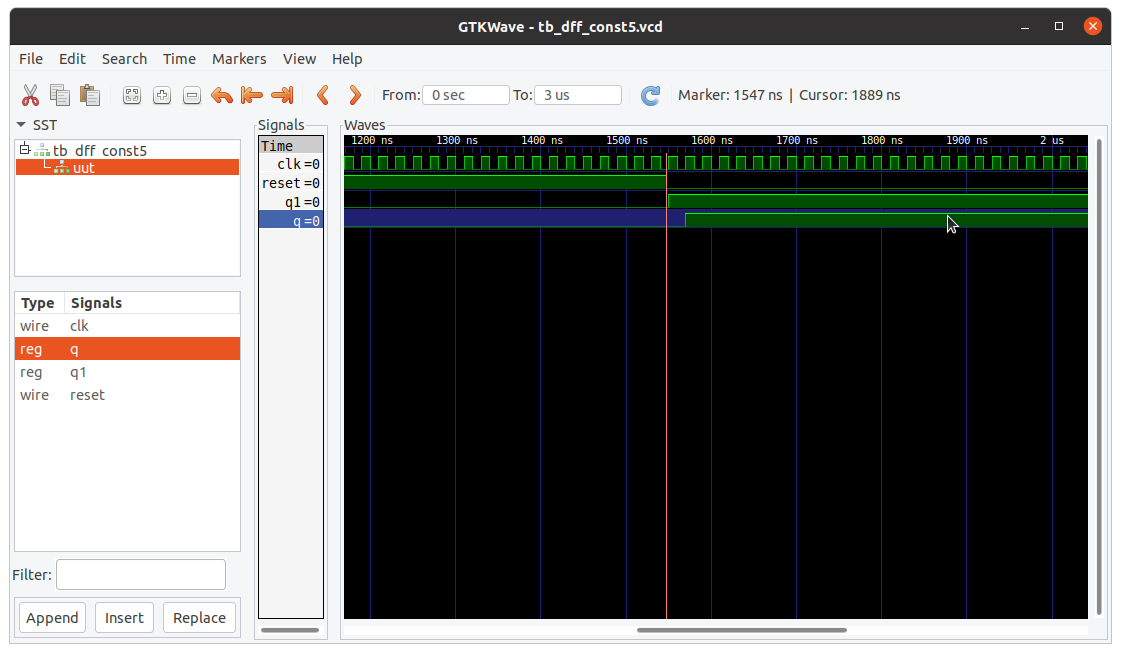 GTKWave - tb_dff_const5.vcd
File Edit Search Time Markers View Help
From: 0 sec To: 3 us Marker: 1547 ns | Cursor: 1889 ns
SST
tb_dff_const5
uut
Type Signals
wire clk
reg q
reg q1
wire reset
Filter:
Append Insert Replace
Signals
Time
clk=0
reset=0
q1=0
q=0
Waves
1200 ns 1300 ns 1400 ns 1500 ns 1600 ns 1700 ns 1800 ns 1900 ns 2 us